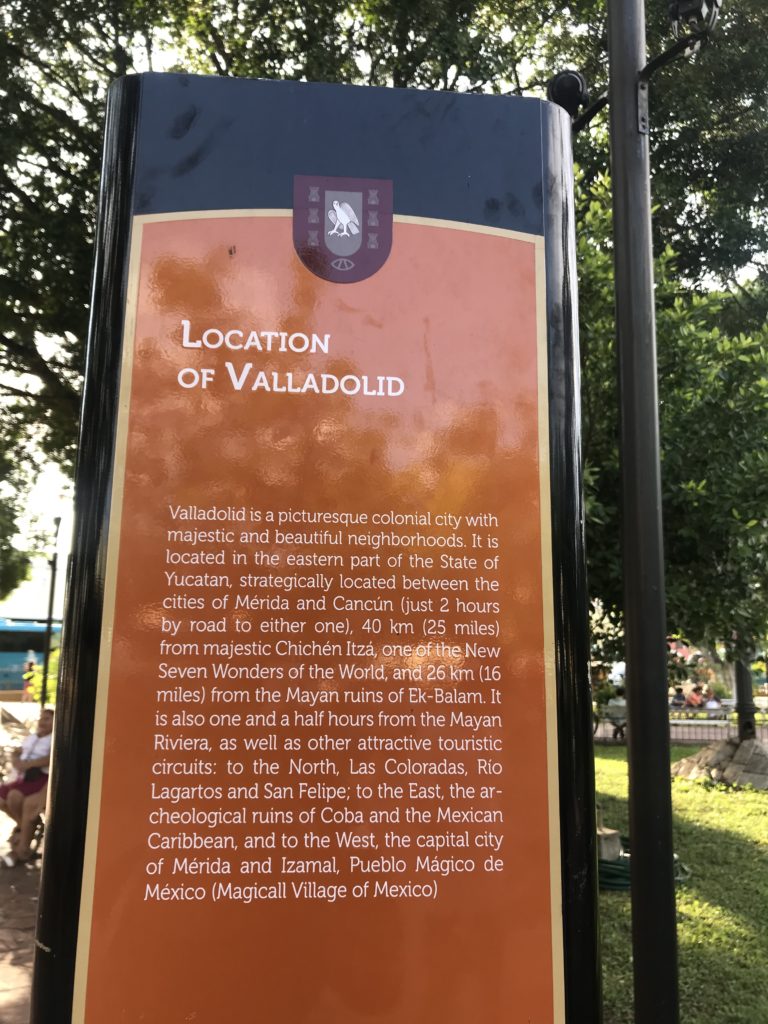 LOCATION
OF VALLADOLID
Valladolid is a picturesque colonial city with
majestic and beautiful neighborhoods. It is
located in the eastern part of the State of
Yucatan, strategically located between the
cities of Mérida and Cancún (just 2 hours
by road to either one), 40 km (25 miles)
from majestic Chichén Itzá, one of the New
Seven Wonders of the World, and 26 km (16
miles) from the Mayan ruins of Ek-Balam. It
is also one and a half hours from the Mayan
Riviera, as well as other attractive touristic
circuits: to the North, Las Coloradas, Río
Lagartos and San Felipe; to the East, the ar-
cheological ruins of Coba and the Mexican
Caribbean, and to the West, the capital city
of Mérida and Izamal, Pueblo Mágico de
México (Magicall Village of Mexico)